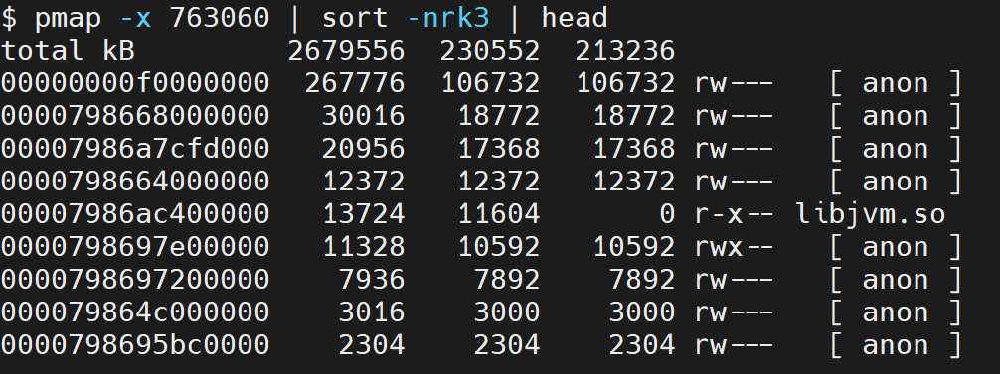 $ pmap -x 763060 | sort -nrk3 | head
total kB         2679556  230552  213236
00000000f0000000  267776  106732  106732 rw---   [ anon ]
0000798668000000   30016   18772   18772 rw---   [ anon ]
00007986a7cfd000   20956   17368   17368 rw---   [ anon ]
0000798664000000   12372   12372   12372 rw---   [ anon ]
00007986ac400000   13724   11604       0 r-x-- libjvm.so
0000798697e00000   11328   10592   10592 rwx--   [ anon ]
0000798697200000    7936    7892    7892 rw---   [ anon ]
000079864c000000    3016    3000    3000 rw---   [ anon ]
0000798695bc0000    2304    2304    2304 rw---   [ anon ]